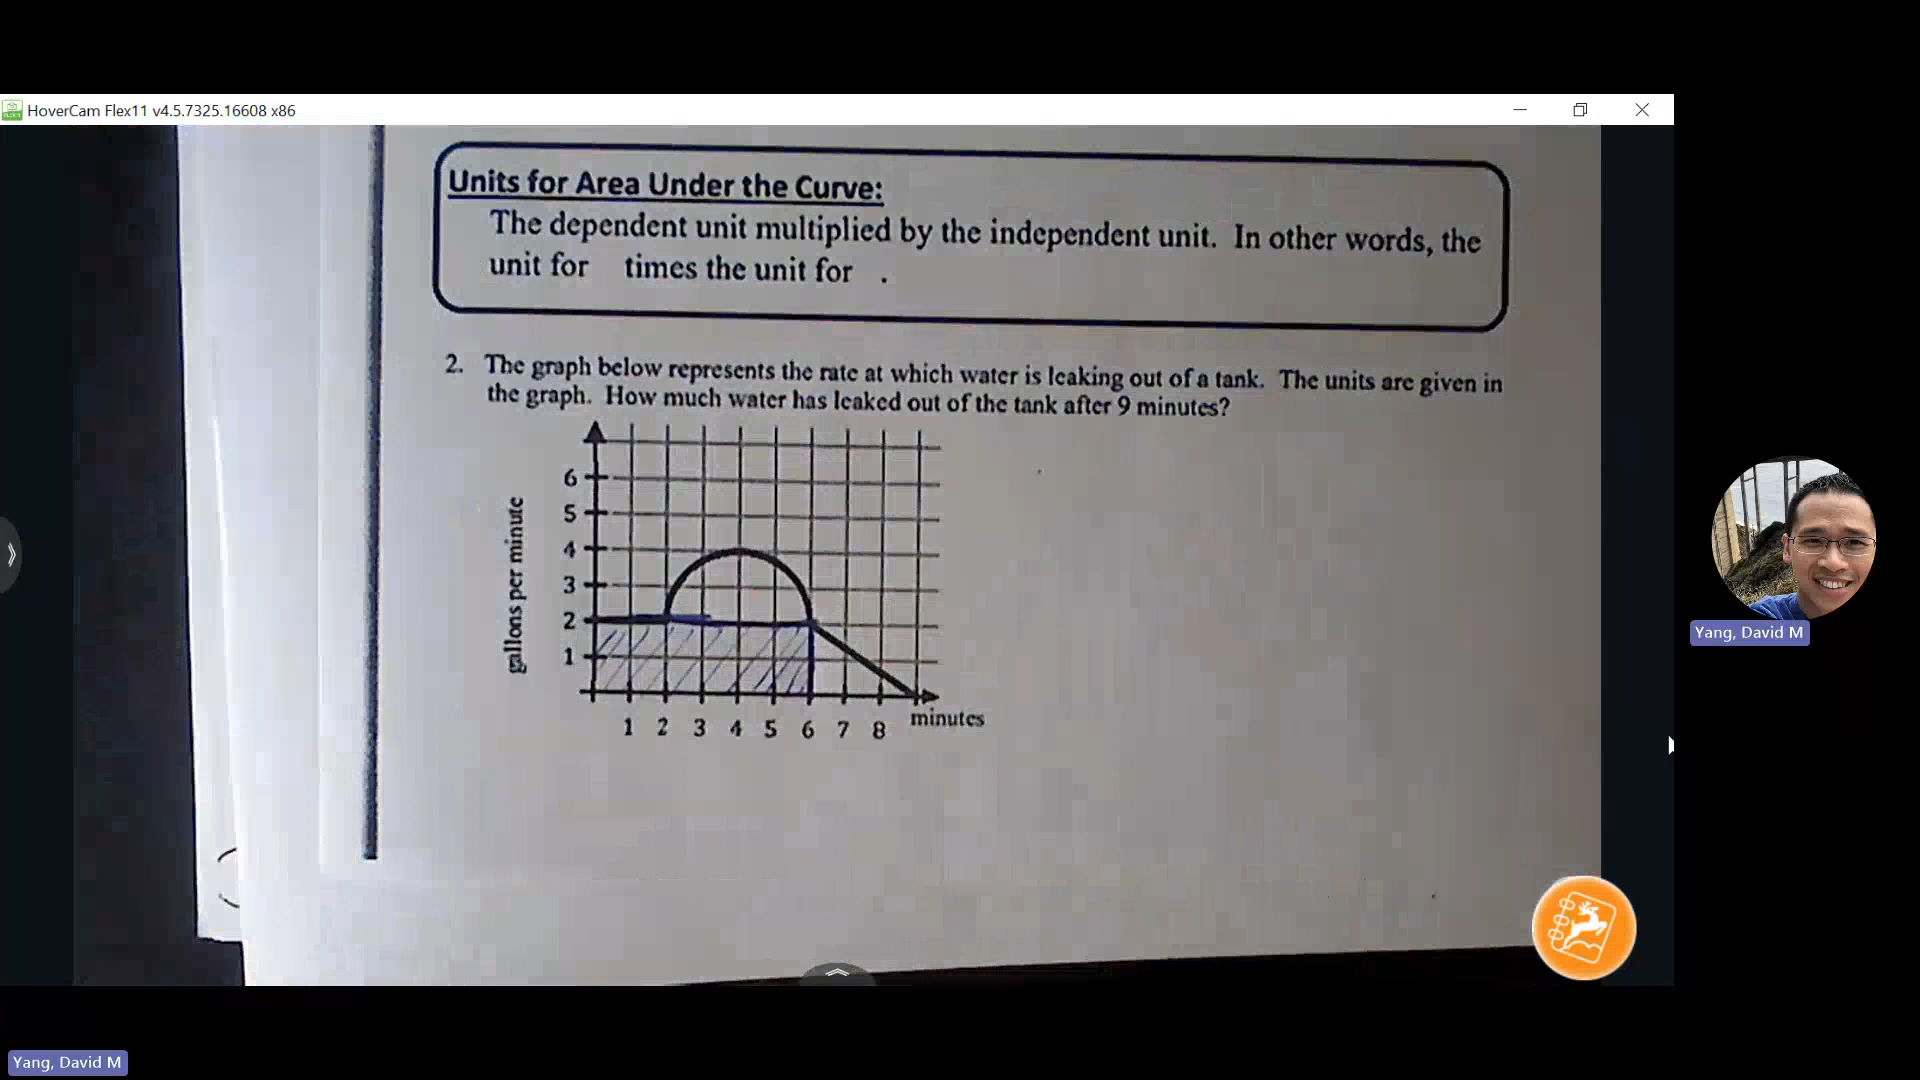 HoverCam Flex11 v4.5.7325.16608 x86
Units for Area Under the Curve:
The dependent unit multiplied by the independent unit. In other words, the
unit for times the unit for .
2. The graph below represents the rate at which water is leaking out of a tank. The units are given in
the graph. How much water has leaked out of the tank after 9 minutes?
gallons per minute
6
5
4
3
2
1
1 2 3 4 5 6 7 8 minutes
Yang, David M
Yang, David M